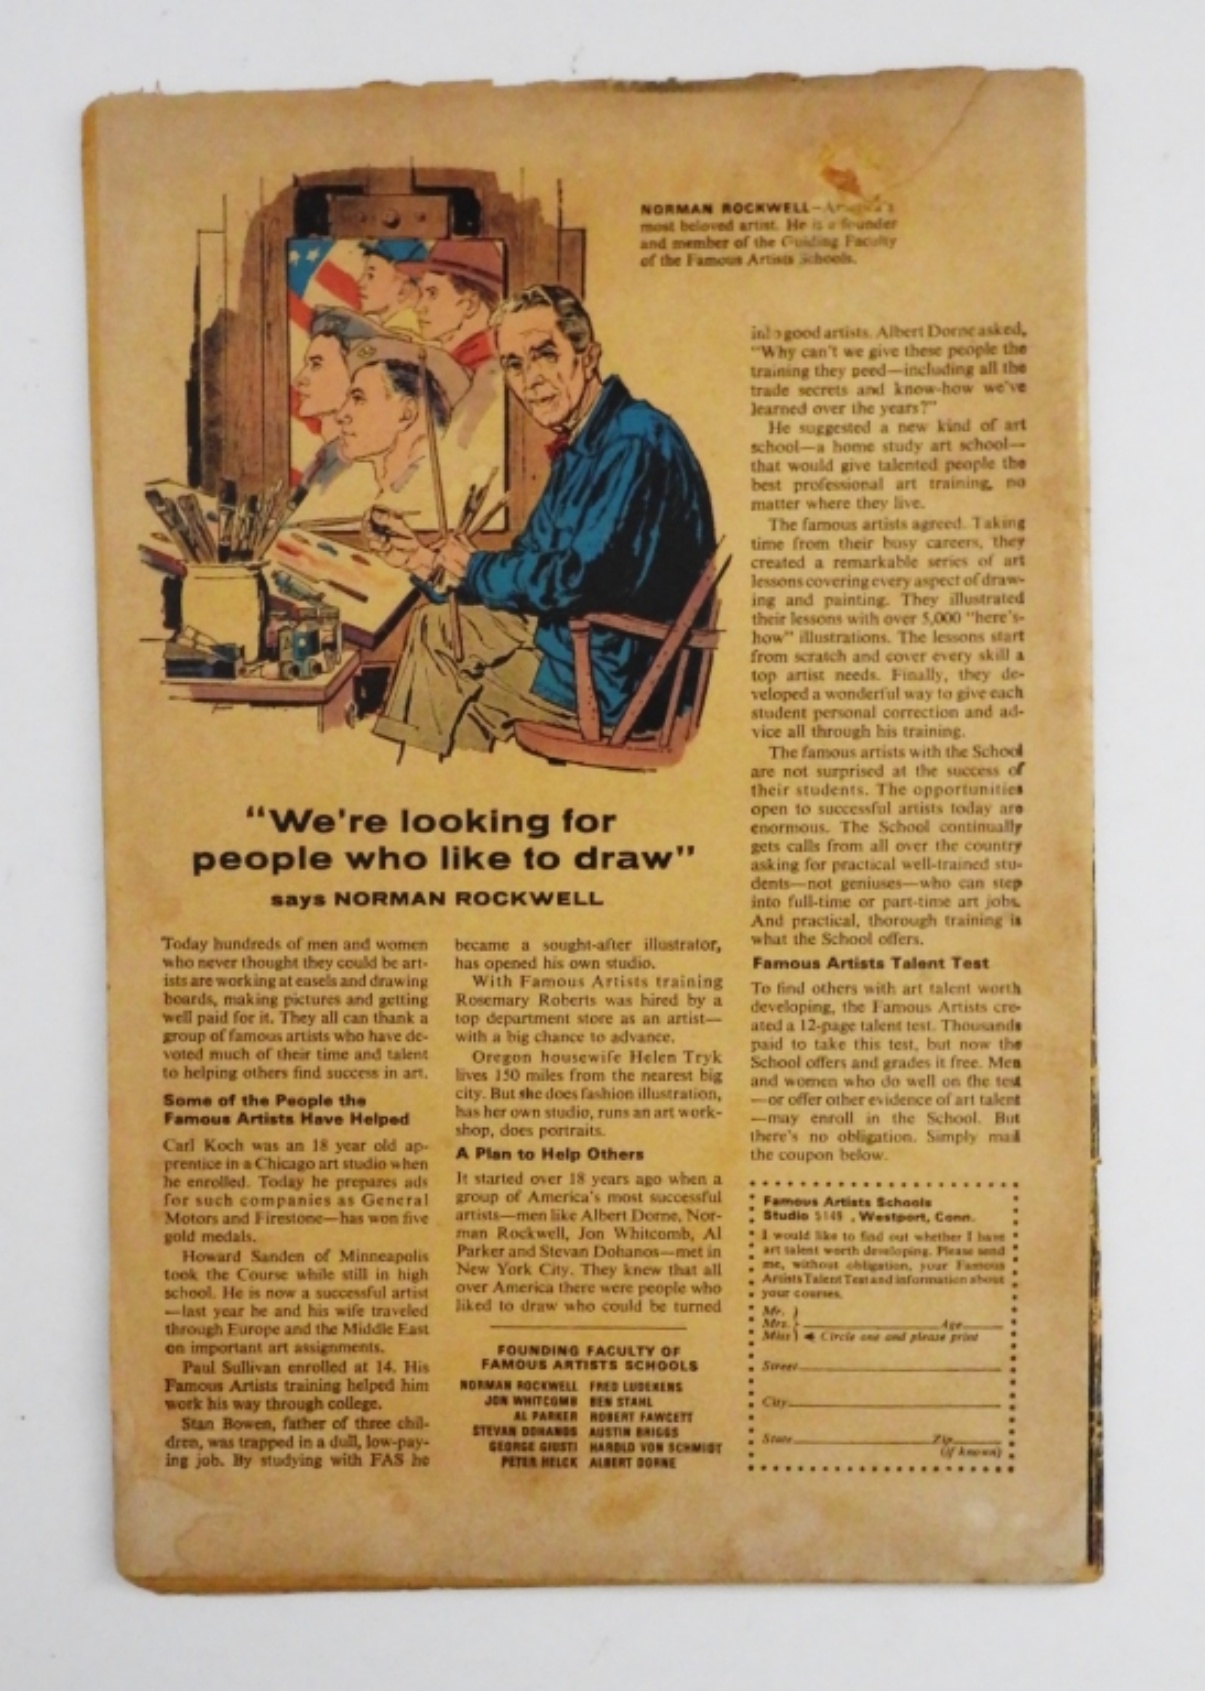 NORMAN ROCKWELL—America's
most beloved artist. He is a founder
and member of the Guiding Faculty
of the Famous Artists Schools.
"We're looking for
people who like to draw"
says NORMAN ROCKWELL
Today hundreds of men and women
who never thought they could be art-
ists are working at easels and drawing
boards, making pictures and getting
well paid for it. They all can thank a
group of famous artists who have de-
voted much of their time and talent
to helping others find success in art.
Some of the People the
Famous Artists Have Helped
Carl Koch was an 18 year old ap-
prentice in a Chicago art studio when
he enrolled. Today he prepares ads
for such companies as General
Motors and Firestone—has won five
gold medals.
Howard Sanden of Minneapolis
took the Course while still in high
school. He is now a successful artist
—last year he and his wife traveled
through Europe and the Middle East
on important art assignments.
Paul Sullivan enrolled at 14. His
Famous Artists training helped him
work his way through college.
Stan Bowen, father of three chil-
dren, was trapped in a dull, low-pay-
ing job. By studying with FAS he
became a sought-after illustrator,
has opened his own studio.
With Famous Artists training
Rosemary Roberts was hired by a
top department store as an artist—
with a big chance to advance.
Oregon housewife Helen Tryk
lives 150 miles from the nearest big
city. But she does fashion illustration,
has her own studio, runs an art work-
shop, does portraits.
A Plan to Help Others
It started over 18 years ago when a
group of America's most successful
artists—men like Albert Dorne, Nor-
man Rockwell, Jon Whitcomb, Al
Parker and Stevan Dohanos—met in
New York City. They knew that all
over America there were people who
liked to draw who could be turned
into good artists. Albert Dorne asked,
"Why can't we give these people the
training they need—including all the
trade secrets and know-how we've
learned over the years?"
He suggested a new kind of art
school—a home study art school—
that would give talented people the
best professional art training, no
matter where they live.
The famous artists agreed. Taking
time from their busy careers, they
created a remarkable series of art
lessons covering every aspect of draw-
ing and painting. They illustrated
their lessons with over 5,000 "here's-
how" illustrations. The lessons start
from scratch and cover every skill a
top artist needs. Finally, they de-
veloped a wonderful way to give each
student personal correction and ad-
vice all through his training.
The famous artists with the School
are not surprised at the success of
their students. The opportunities
open to successful artists today are
enormous. The School continually
gets calls from all over the country
asking for practical well-trained stu-
dents—not geniuses—who can step
into full-time or part-time art jobs.
And practical, thorough training is
what the School offers.
Famous Artists Talent Test
To find others with art talent worth
developing, the Famous Artists cre-
ated a 12-page talent test. Thousands
paid to take this test, but now the
School offers and grades it free. Men
and women who do well on the test
—or offer other evidence of art talent
—may enroll in the School. But
there's no obligation. Simply mail
the coupon below.
FOUNDING FACULTY OF
FAMOUS ARTISTS SCHOOLS
NORMAN ROCKWELL FRED LUDEKENS
JON WHITCOMB BEN STAHL
AL PARKER ROBERT FAWCETT
STEVAN DOHANOS AUSTIN BRIGGS
GEORGE GIUSTI HAROLD VON SCHMIDT
PETER HELCK ALBERT DORNE
Famous Artists Schools
Studio 5148 , Westport, Conn.
I would like to find out whether I have
art talent worth developing. Please send
me, without obligation, your Famous
Artists Talent Test and information about
your courses.
Mr.
Mrs. Age
Miss Circle one and please print
Street
City
State Zip
(if known)